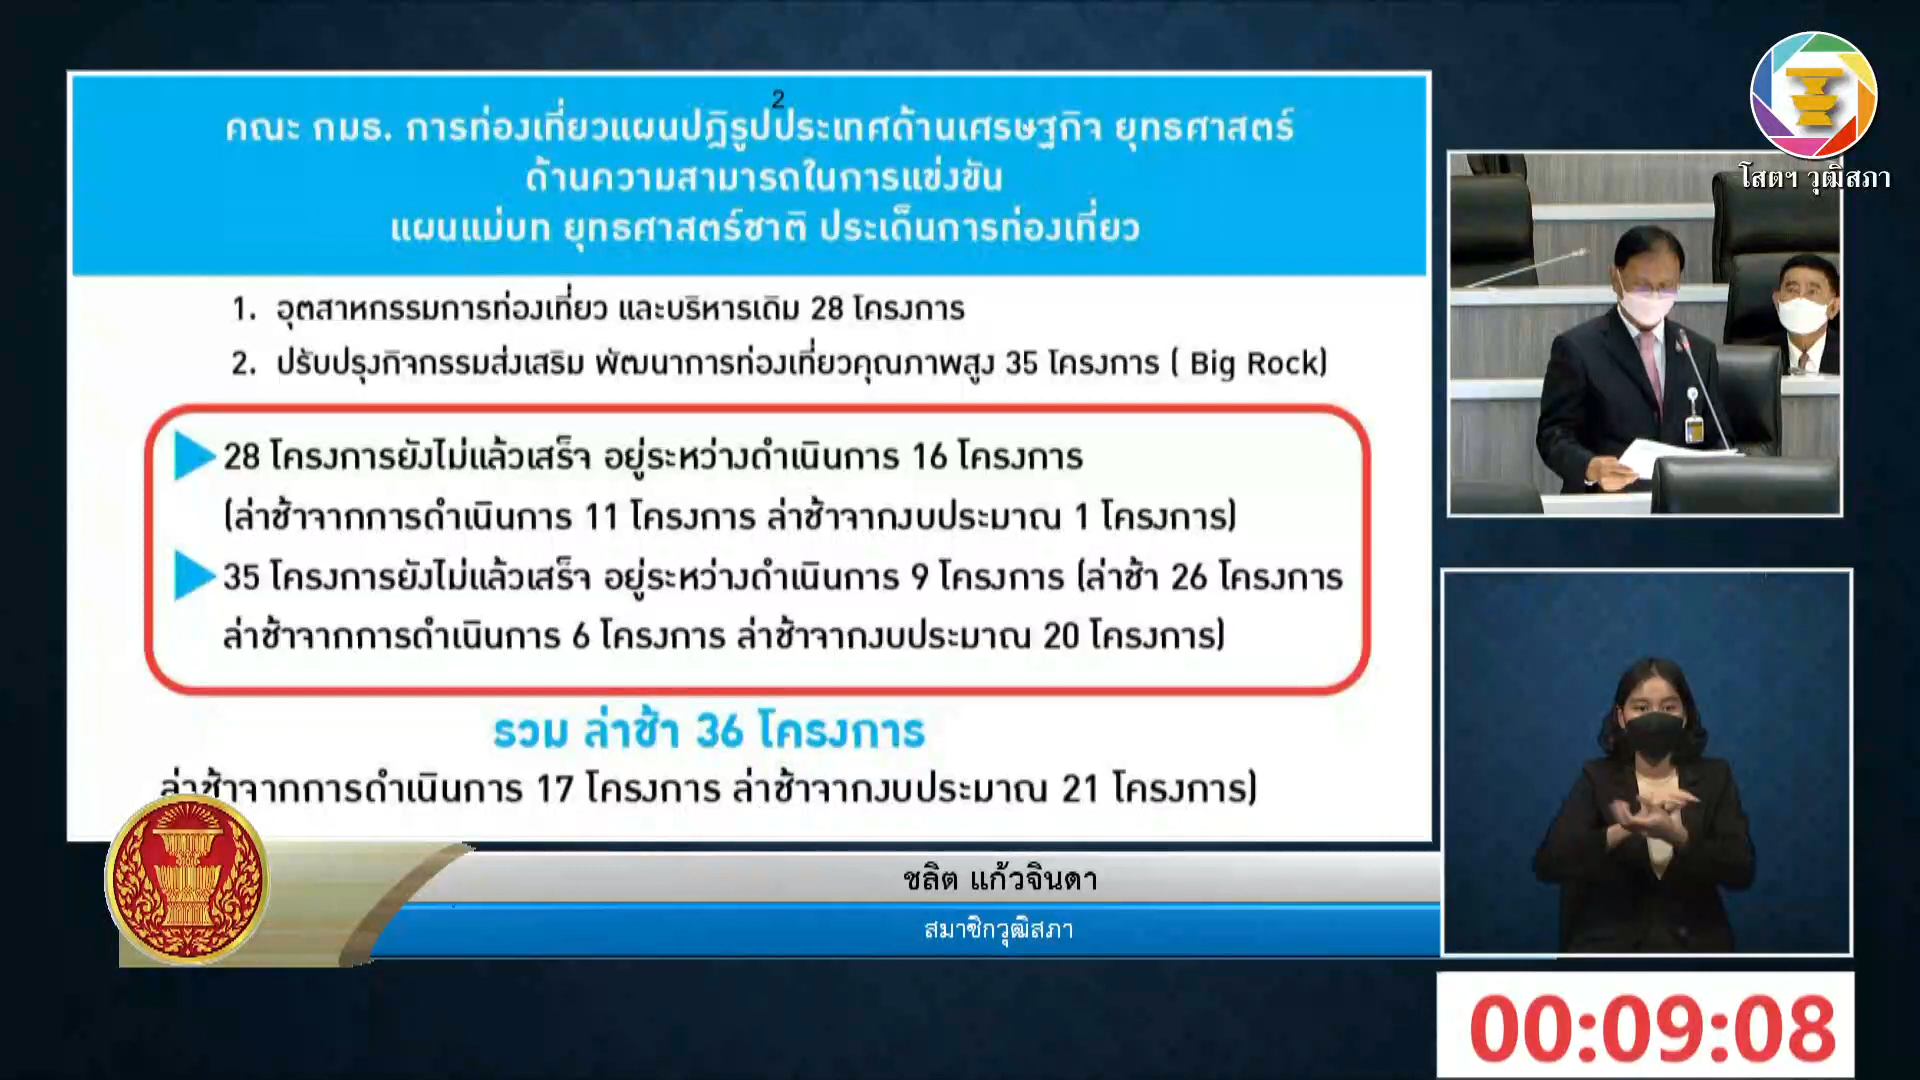 2
คณะ กมธ. การท่องเที่ยวแผนปฏิรูปประเทศด้านเศรษฐกิจ ยุทธศาสตร์
ด้านความสามารถในการแข่งขัน
แผนแม่บท ยุทธศาสตร์ชาติ ประเด็นการท่องเที่ยว
1. อุตสาหกรรมการท่องเที่ยว และบริหารเดิม 28 โครงการ
2. ปรับปรุงกิจกรรมส่งเสริม พัฒนาการท่องเที่ยวคุณภาพสูง 35 โครงการ ( Big Rock)
28 โครงการยังไม่แล้วเสร็จ อยู่ระหว่างดำเนินการ 16 โครงการ
(ล่าช้าจากการดำเนินการ 11 โครงการ ล่าช้าจากงบประมาณ 1 โครงการ)
35 โครงการยังไม่แล้วเสร็จ อยู่ระหว่างดำเนินการ 9 โครงการ (ล่าช้า 26 โครงการ
ล่าช้าจากการดำเนินการ 6 โครงการ ล่าช้าจากงบประมาณ 20 โครงการ)
รวม ล่าช้า 36 โครงการ
ล่าช้าจากการดำเนินการ 17 โครงการ ล่าช้าจากงบประมาณ 21 โครงการ)
ชลิต แก้วจินดา
สมาชิกวุฒิสภา
โสตฯ วุฒิสภา
00:09:08